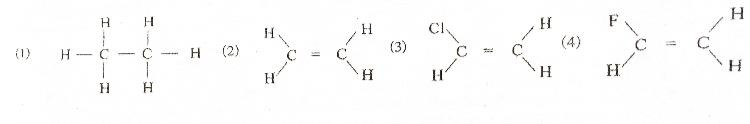 H H H H Cl H F H
(1) H — C — C — H (2) C = C (3) C = C (4) C = C
H H H H H H H H